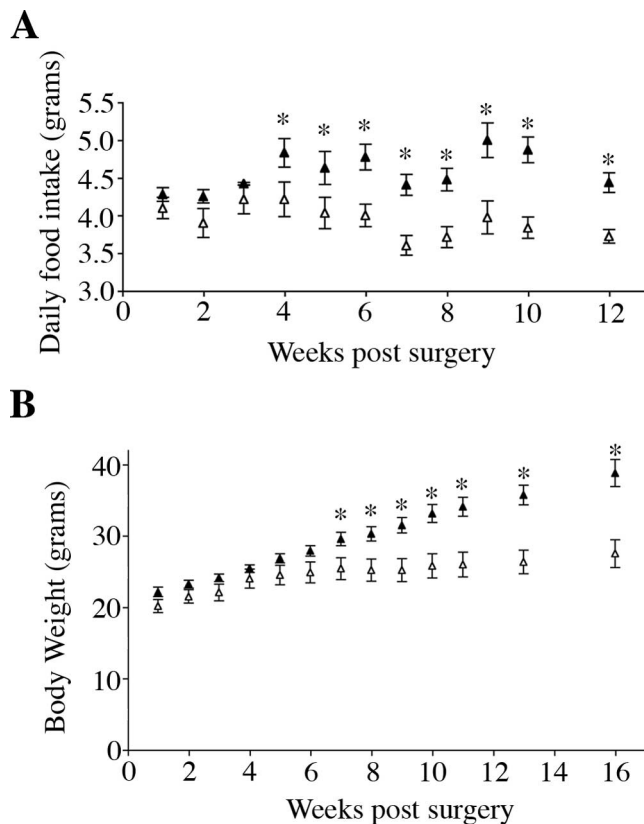 A
Daily food intake (grams)
5.5
5.0
4.5
4.0
3.5
3.0
* * * * * * * *
0 2 4 6 8 10 12
Weeks post surgery
B
Body Weight (grams)
40
30
20
10
0
* * * * * * *
0 2 4 6 8 10 12 14 16
Weeks post surgery